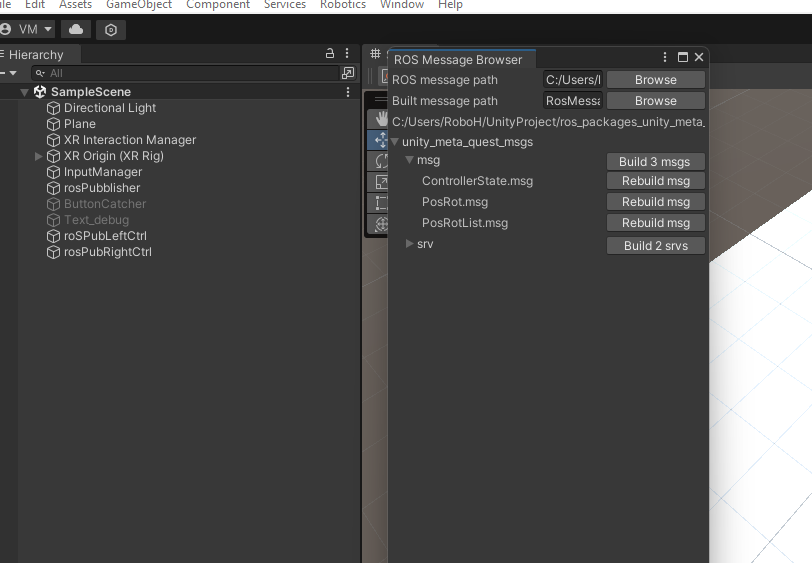 Edit Assets GameObject Component Services Robotics Window Help
VM
Hierarchy
All
SampleScene
Directional Light
Plane
XR Interaction Manager
XR Origin (XR Rig)
InputManager
rosPubblisher
ButtonCatcher
Text_debug
roSPubLeftCtrl
rosPubRightCtrl
ROS Message Browser
ROS message path C:/Users/ Browse
Built message path RosMessa Browse
C:/Users/RoboH/UnityProject/ros_packages_unity_meta_
unity_meta_quest_msgs
msg Build 3 msgs
ControllerState.msg Rebuild msg
PosRot.msg Rebuild msg
PosRotList.msg Rebuild msg
srv Build 2 srvs